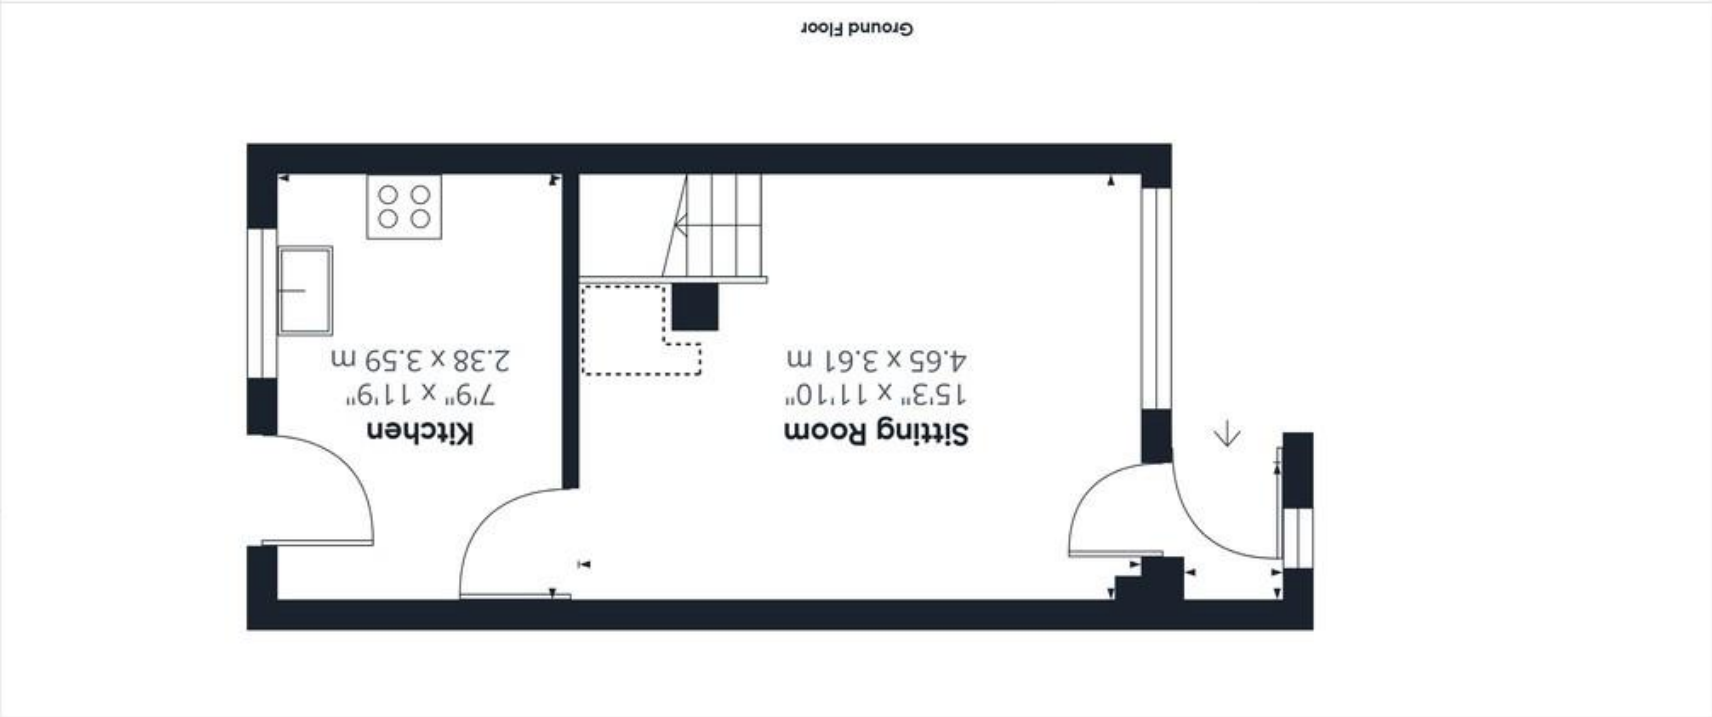 Kitchen
7'9" x 11'9"
2.38 x 3.59 m
Sitting Room
15'3" x 11'10"
4.65 x 3.61 m
Ground Floor